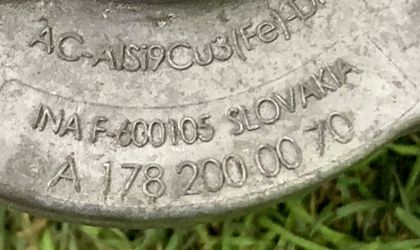 AC-AlSi9Cu3(Fe)-D
INA F-600105 SLOVAKIA
A 178 200 00 70